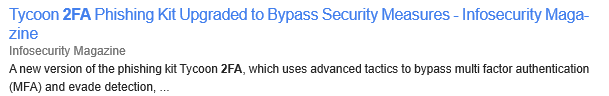 Tycoon 2FA Phishing Kit Upgraded to Bypass Security Measures - Infosecurity Maga-
zine
Infosecurity Magazine
A new version of the phishing kit Tycoon 2FA, which uses advanced tactics to bypass multi factor authentication
(MFA) and evade detection, ...